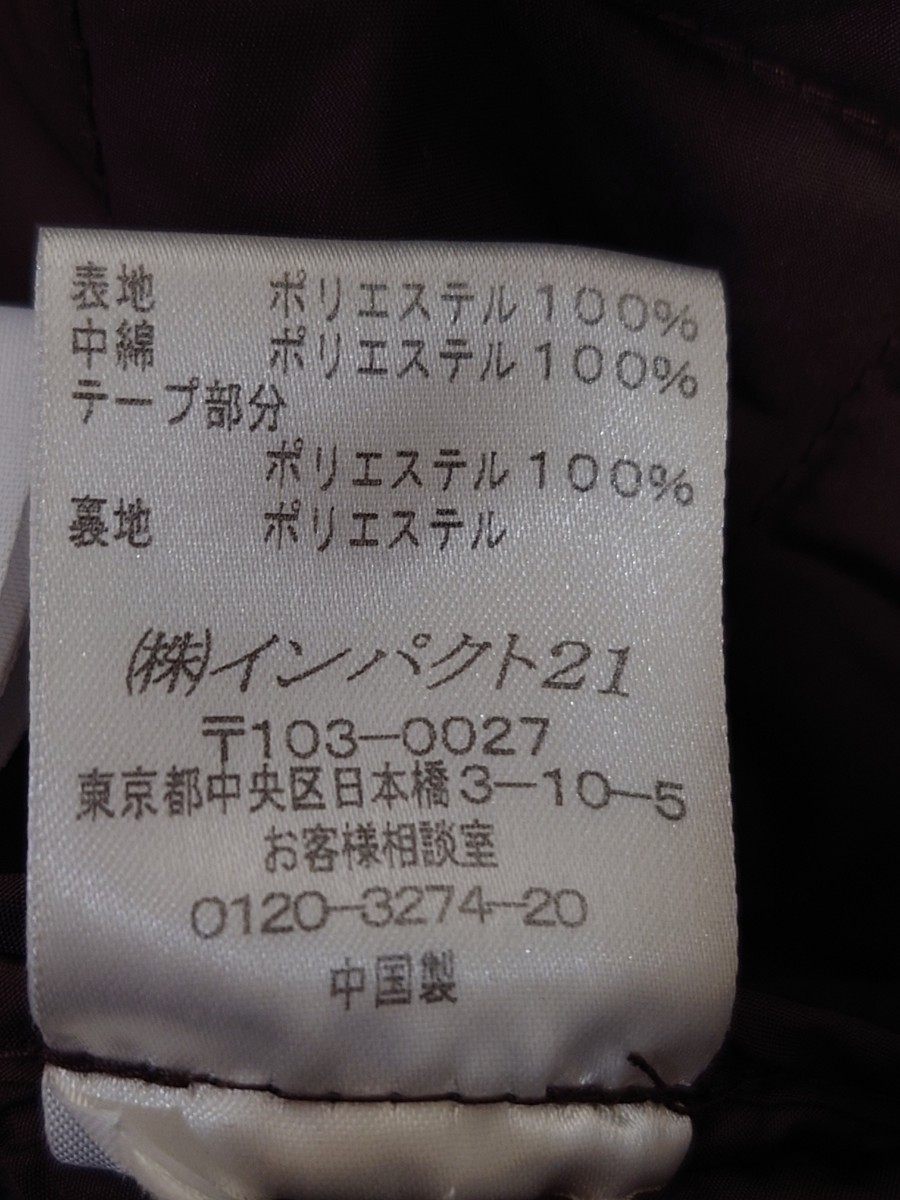 表地 ポリエステル100%
中綿 ポリエステル100%
テープ部分
ポリエステル100%
裏地 ポリエステル
(株)インパクト21
〒103-0027
東京都中央区日本橋3-10-5
お客様相談室
0120-3274-20
中国製